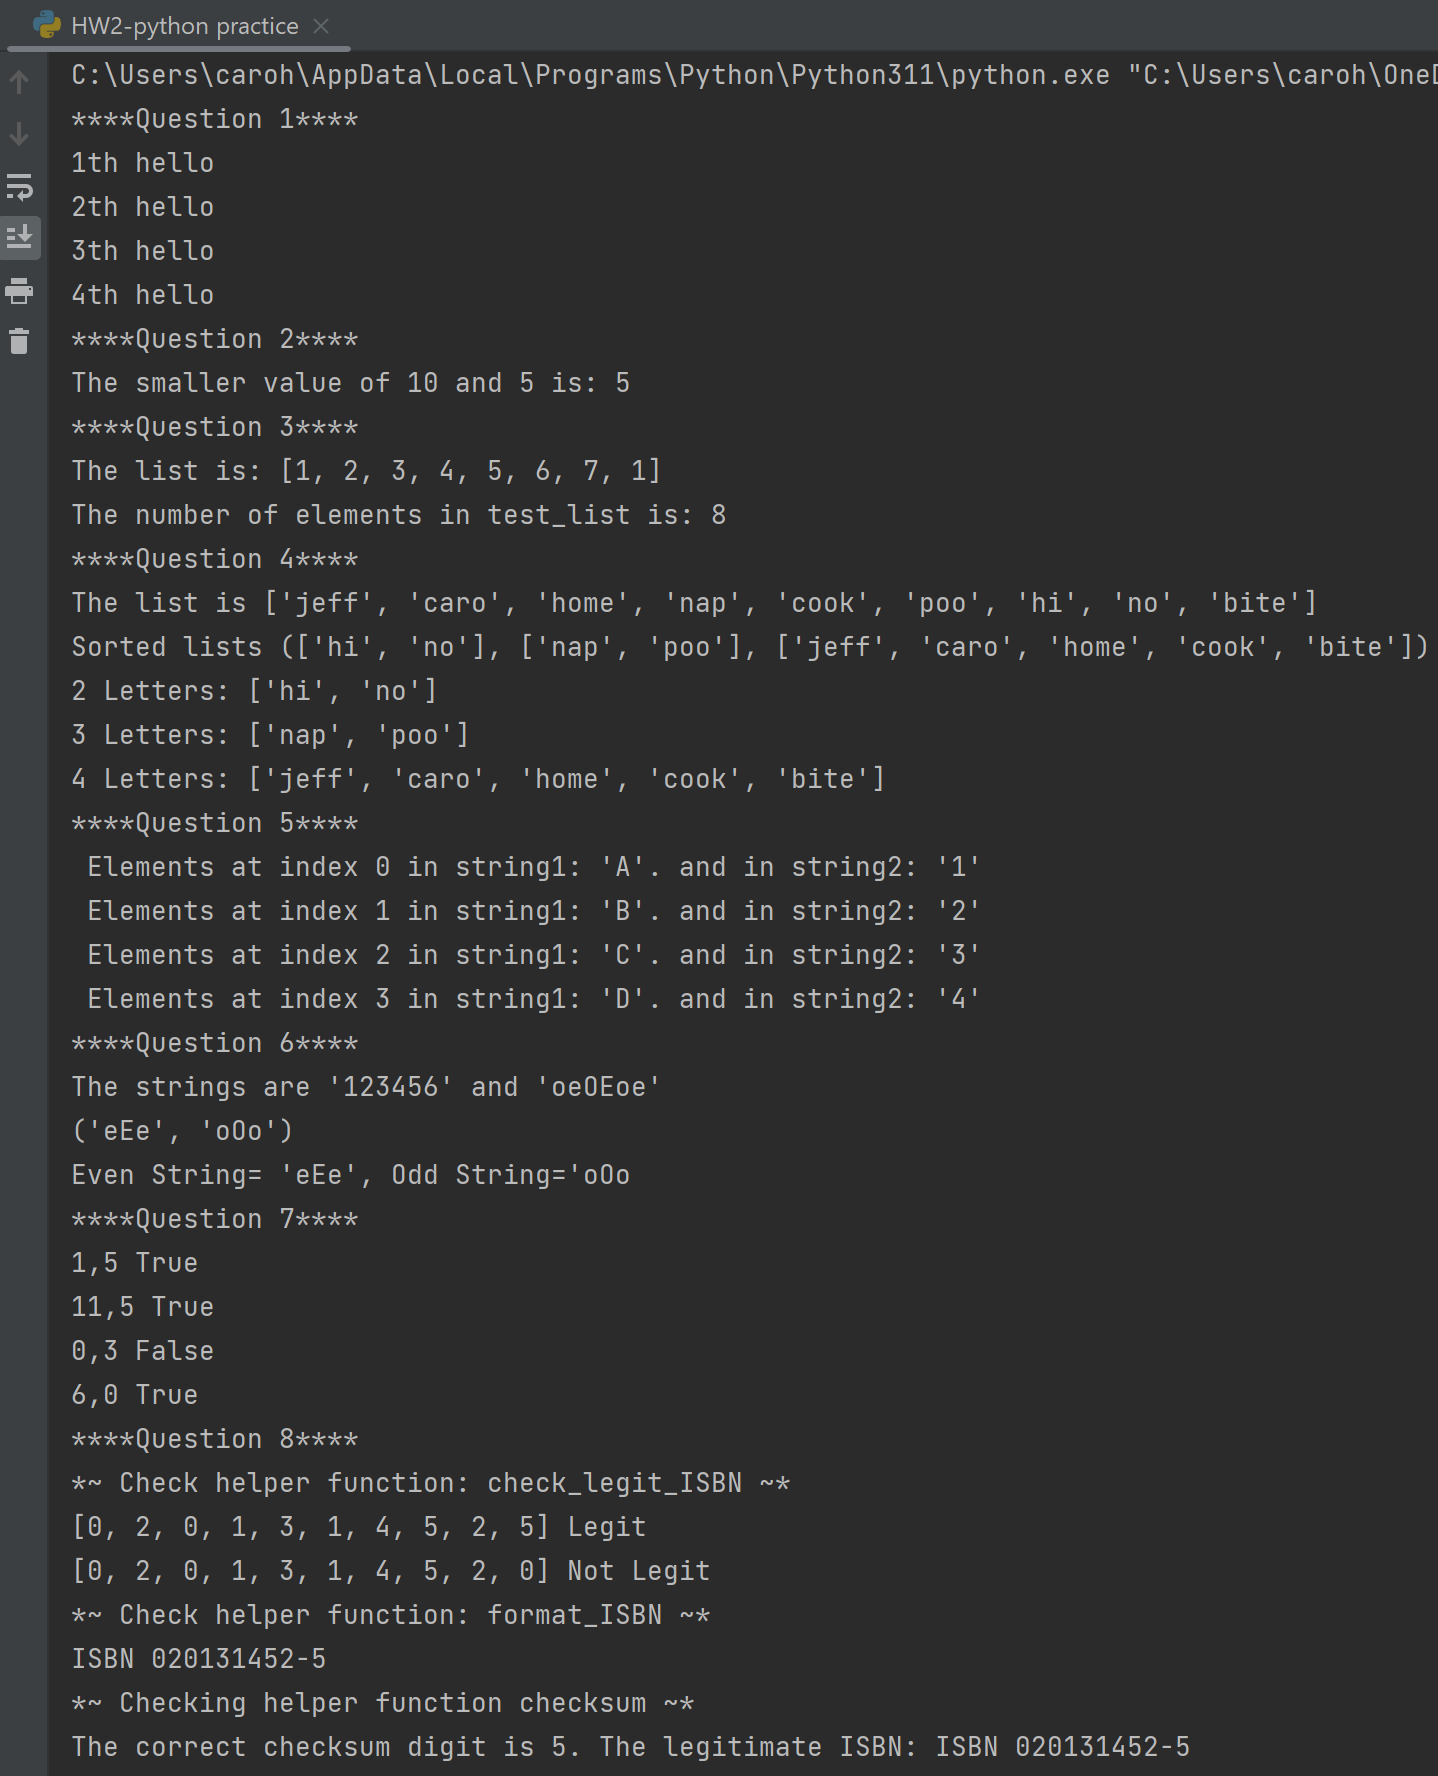 HW2-python practice
C:\Users\caroh\AppData\Local\Programs\Python\Python311\python.exe "C:\Users\caroh\OneD
****Question 1****
1th hello
2th hello
3th hello
4th hello
****Question 2****
The smaller value of 10 and 5 is: 5
****Question 3****
The list is: [1, 2, 3, 4, 5, 6, 7, 1]
The number of elements in test_list is: 8
****Question 4****
The list is ['jeff', 'caro', 'home', 'nap', 'cook', 'poo', 'hi', 'no', 'bite']
Sorted lists (['hi', 'no'], ['nap', 'poo'], ['jeff', 'caro', 'home', 'cook', 'bite'])
2 Letters: ['hi', 'no']
3 Letters: ['nap', 'poo']
4 Letters: ['jeff', 'caro', 'home', 'cook', 'bite']
****Question 5****
 Elements at index 0 in string1: 'A'. and in string2: '1'
 Elements at index 1 in string1: 'B'. and in string2: '2'
 Elements at index 2 in string1: 'C'. and in string2: '3'
 Elements at index 3 in string1: 'D'. and in string2: '4'
****Question 6****
The strings are '123456' and 'oeOEoe'
('eEe', 'oOo')
Even String= 'eEe', Odd String='oOo
****Question 7****
1,5 True
11,5 True
0,3 False
6,0 True
****Question 8****
*~ Check helper function: check_legit_ISBN ~*
[0, 2, 0, 1, 3, 1, 4, 5, 2, 5] Legit
[0, 2, 0, 1, 3, 1, 4, 5, 2, 0] Not Legit
*~ Check helper function: format_ISBN ~*
ISBN 020131452-5
*~ Checking helper function checksum ~*
The correct checksum digit is 5. The legitimate ISBN: ISBN 020131452-5